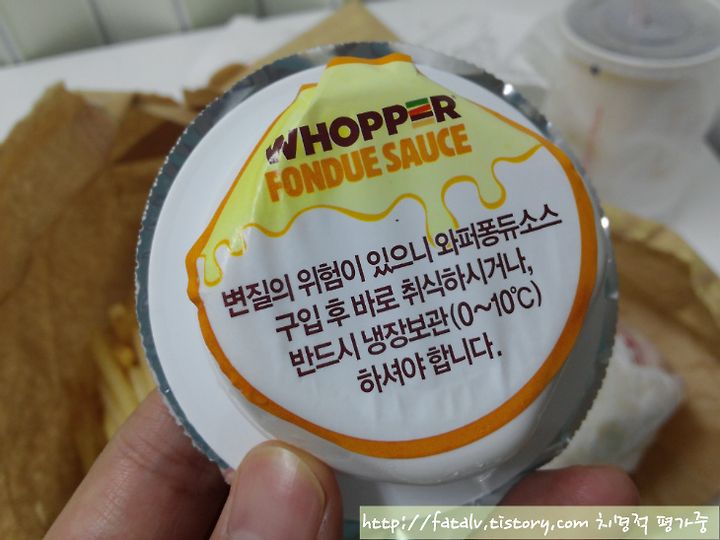 WHOPPER
FONDUE SAUCE
변질의 위험이 있으니 와퍼퐁듀소스
구입 후 바로 취식하시거나,
반드시 냉장보관(0~10℃)
하셔야 합니다.
http://fatalv.tistory.com 치명적 평가중